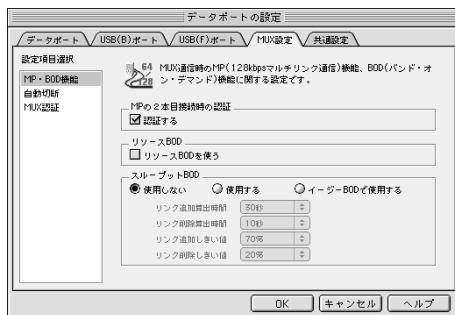 データポートの設定
データポート
USB(B)ポート
USB(F)ポート
MUX設定
共通設定
設定項目選択
MP・BOD機能
自動切断
MUX認証
64
128
MUX通信時のMP(128kbpsマルチリンク通信)機能、BOD(バンド・オ
ン・デマンド)機能に関する設定です。
MPの2本目接続時の認証
認証する
リソースBOD
リソースBODを使う
スループットBOD
使用しない
使用する
イージーBODで使用する
リンク追加算出時間
30秒
リンク削除算出時間
10秒
リンク追加しきい値
70%
リンク削除しきい値
20%
OK
キャンセル
ヘルプ